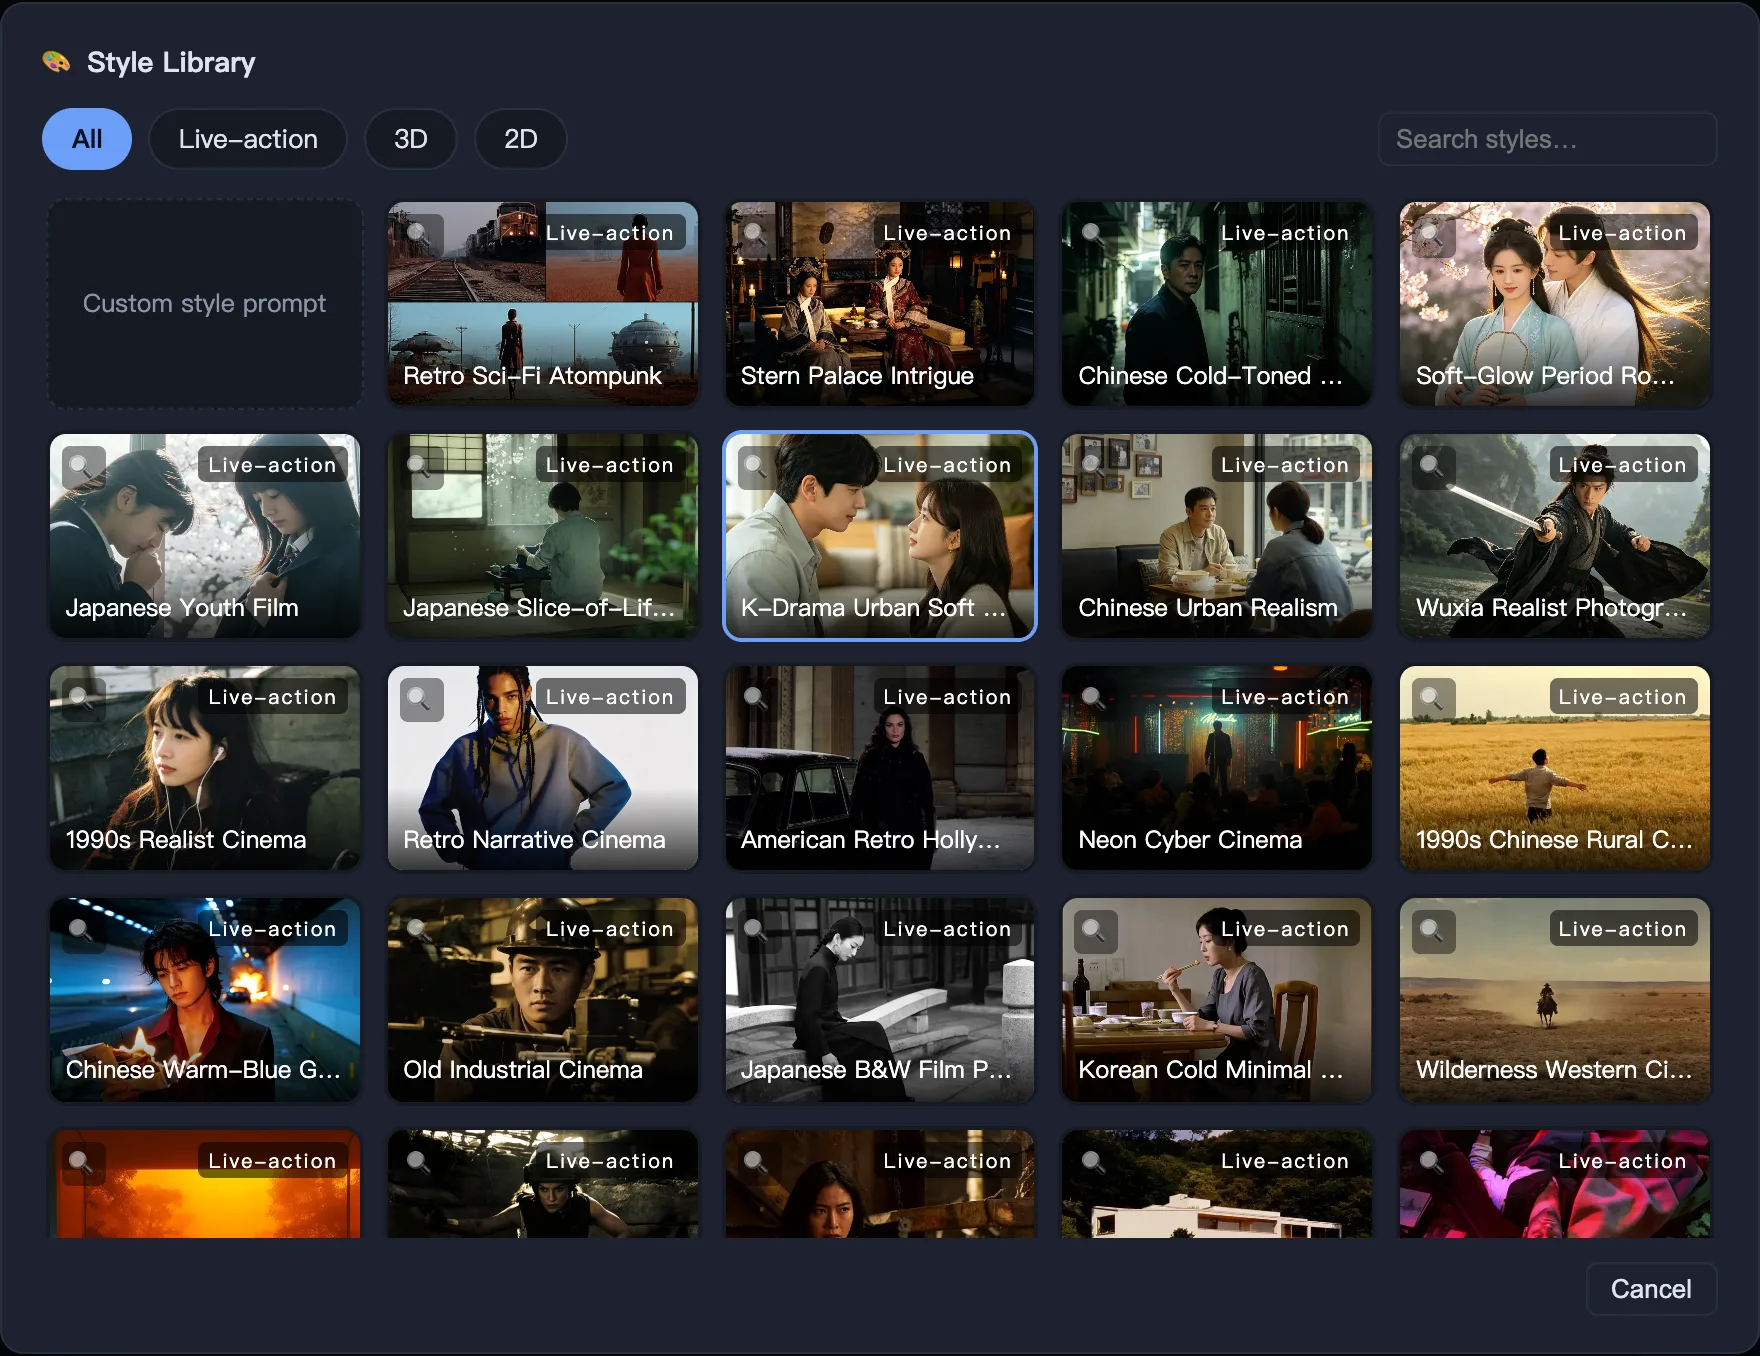 Style Library
All
Live-action
3D
2D
Search styles...
Custom style prompt
Live-action
Retro Sci-Fi Atompunk
Live-action
Stern Palace Intrigue
Live-action
Chinese Cold-Toned ...
Live-action
Soft-Glow Period Ro...
Live-action
Japanese Youth Film
Live-action
Japanese Slice-of-Lif...
Live-action
K-Drama Urban Soft ...
Live-action
Chinese Urban Realism
Live-action
Wuxia Realist Photogr...
Live-action
1990s Realist Cinema
Live-action
Retro Narrative Cinema
Live-action
American Retro Holly...
Live-action
Neon Cyber Cinema
Live-action
1990s Chinese Rural C...
Live-action
Chinese Warm-Blue G...
Live-action
Old Industrial Cinema
Live-action
Japanese B&W Film P...
Live-action
Korean Cold Minimal ...
Live-action
Wilderness Western Ci...
Live-action
Live-action
Live-action
Live-action
Live-action
Cancel